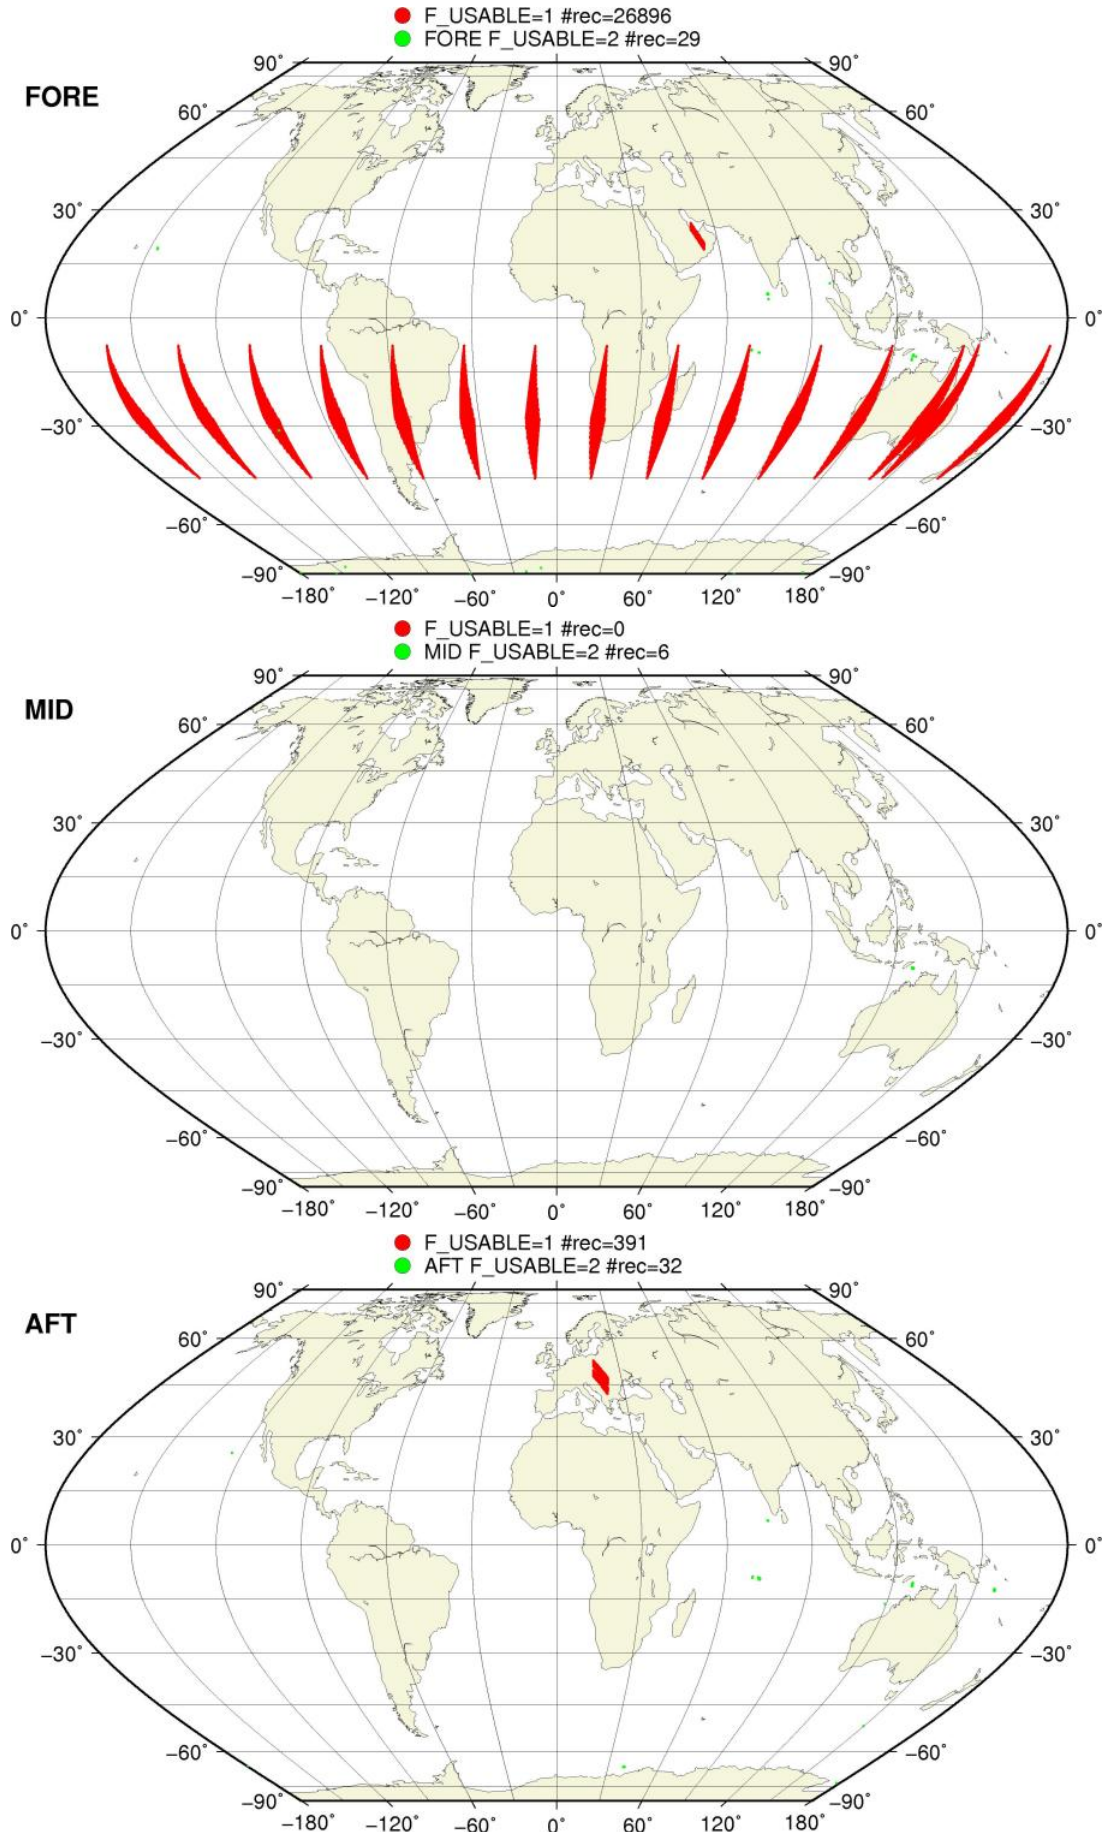 F_USABLE=1 #rec=26896
FORE F_USABLE=2 #rec=29
FORE
90° 90°
60° 60°
30° 30°
0° 0°
−30° −30°
−60° −60°
−90° −90°
−180° −120° −60° 0° 60° 120° 180°
F_USABLE=1 #rec=0
MID F_USABLE=2 #rec=6
MID
90° 90°
60° 60°
30° 30°
0° 0°
−30° −30°
−60° −60°
−90° −90°
−180° −120° −60° 0° 60° 120° 180°
F_USABLE=1 #rec=391
AFT F_USABLE=2 #rec=32
AFT
90° 90°
60° 60°
30° 30°
0° 0°
−30° −30°
−60° −60°
−90° −90°
−180° −120° −60° 0° 60° 120° 180°